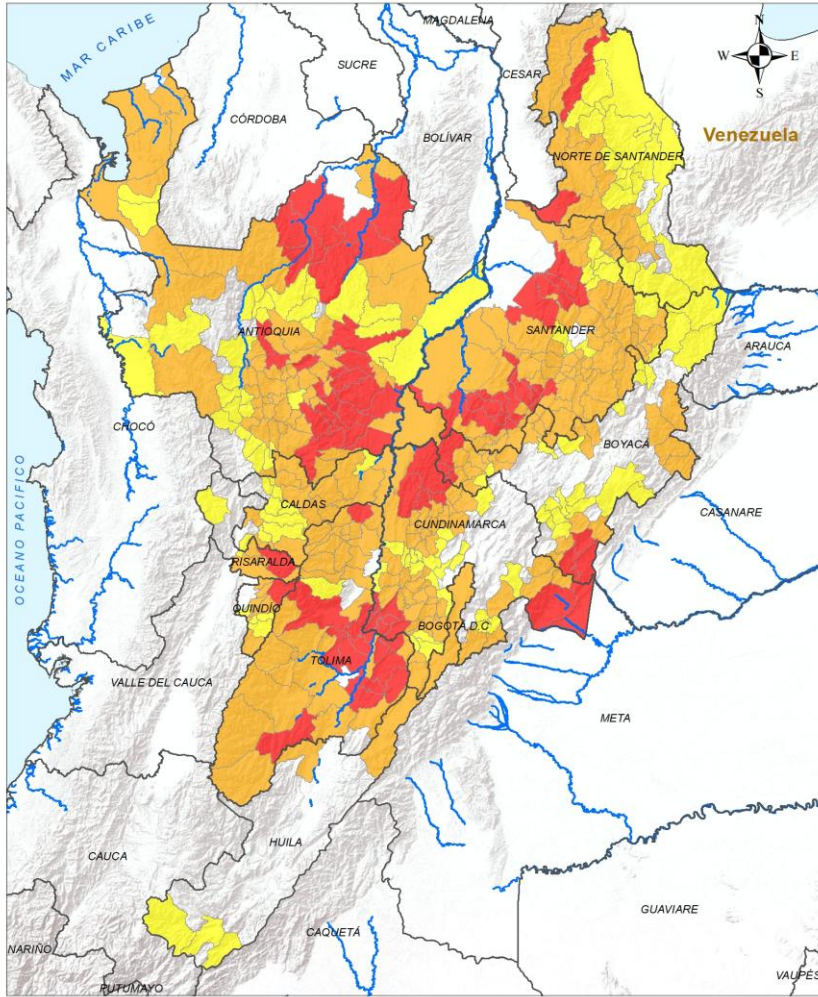 MAGDALENA
N
W E
S
MAR CARIBE
SUCRE
CESAR
CÓRDOBA
BOLÍVAR
Venezuela
NORTE DE SANTANDER
ANTIOQUIA
SANTANDER
ARAUCA
CHOCÓ
BOYACÁ
OCEANO PACIFICO
CALDAS
CUNDINAMARCA
CASANARE
RISARALDA
QUINDÍO
BOGOTÁ D.C
TOLIMA
VALLE DEL CAUCA
META
HUILA
CAUCA
GUAVIARE
CAQUETÁ
NARIÑO
PUTUMAYO
VAUPÉS